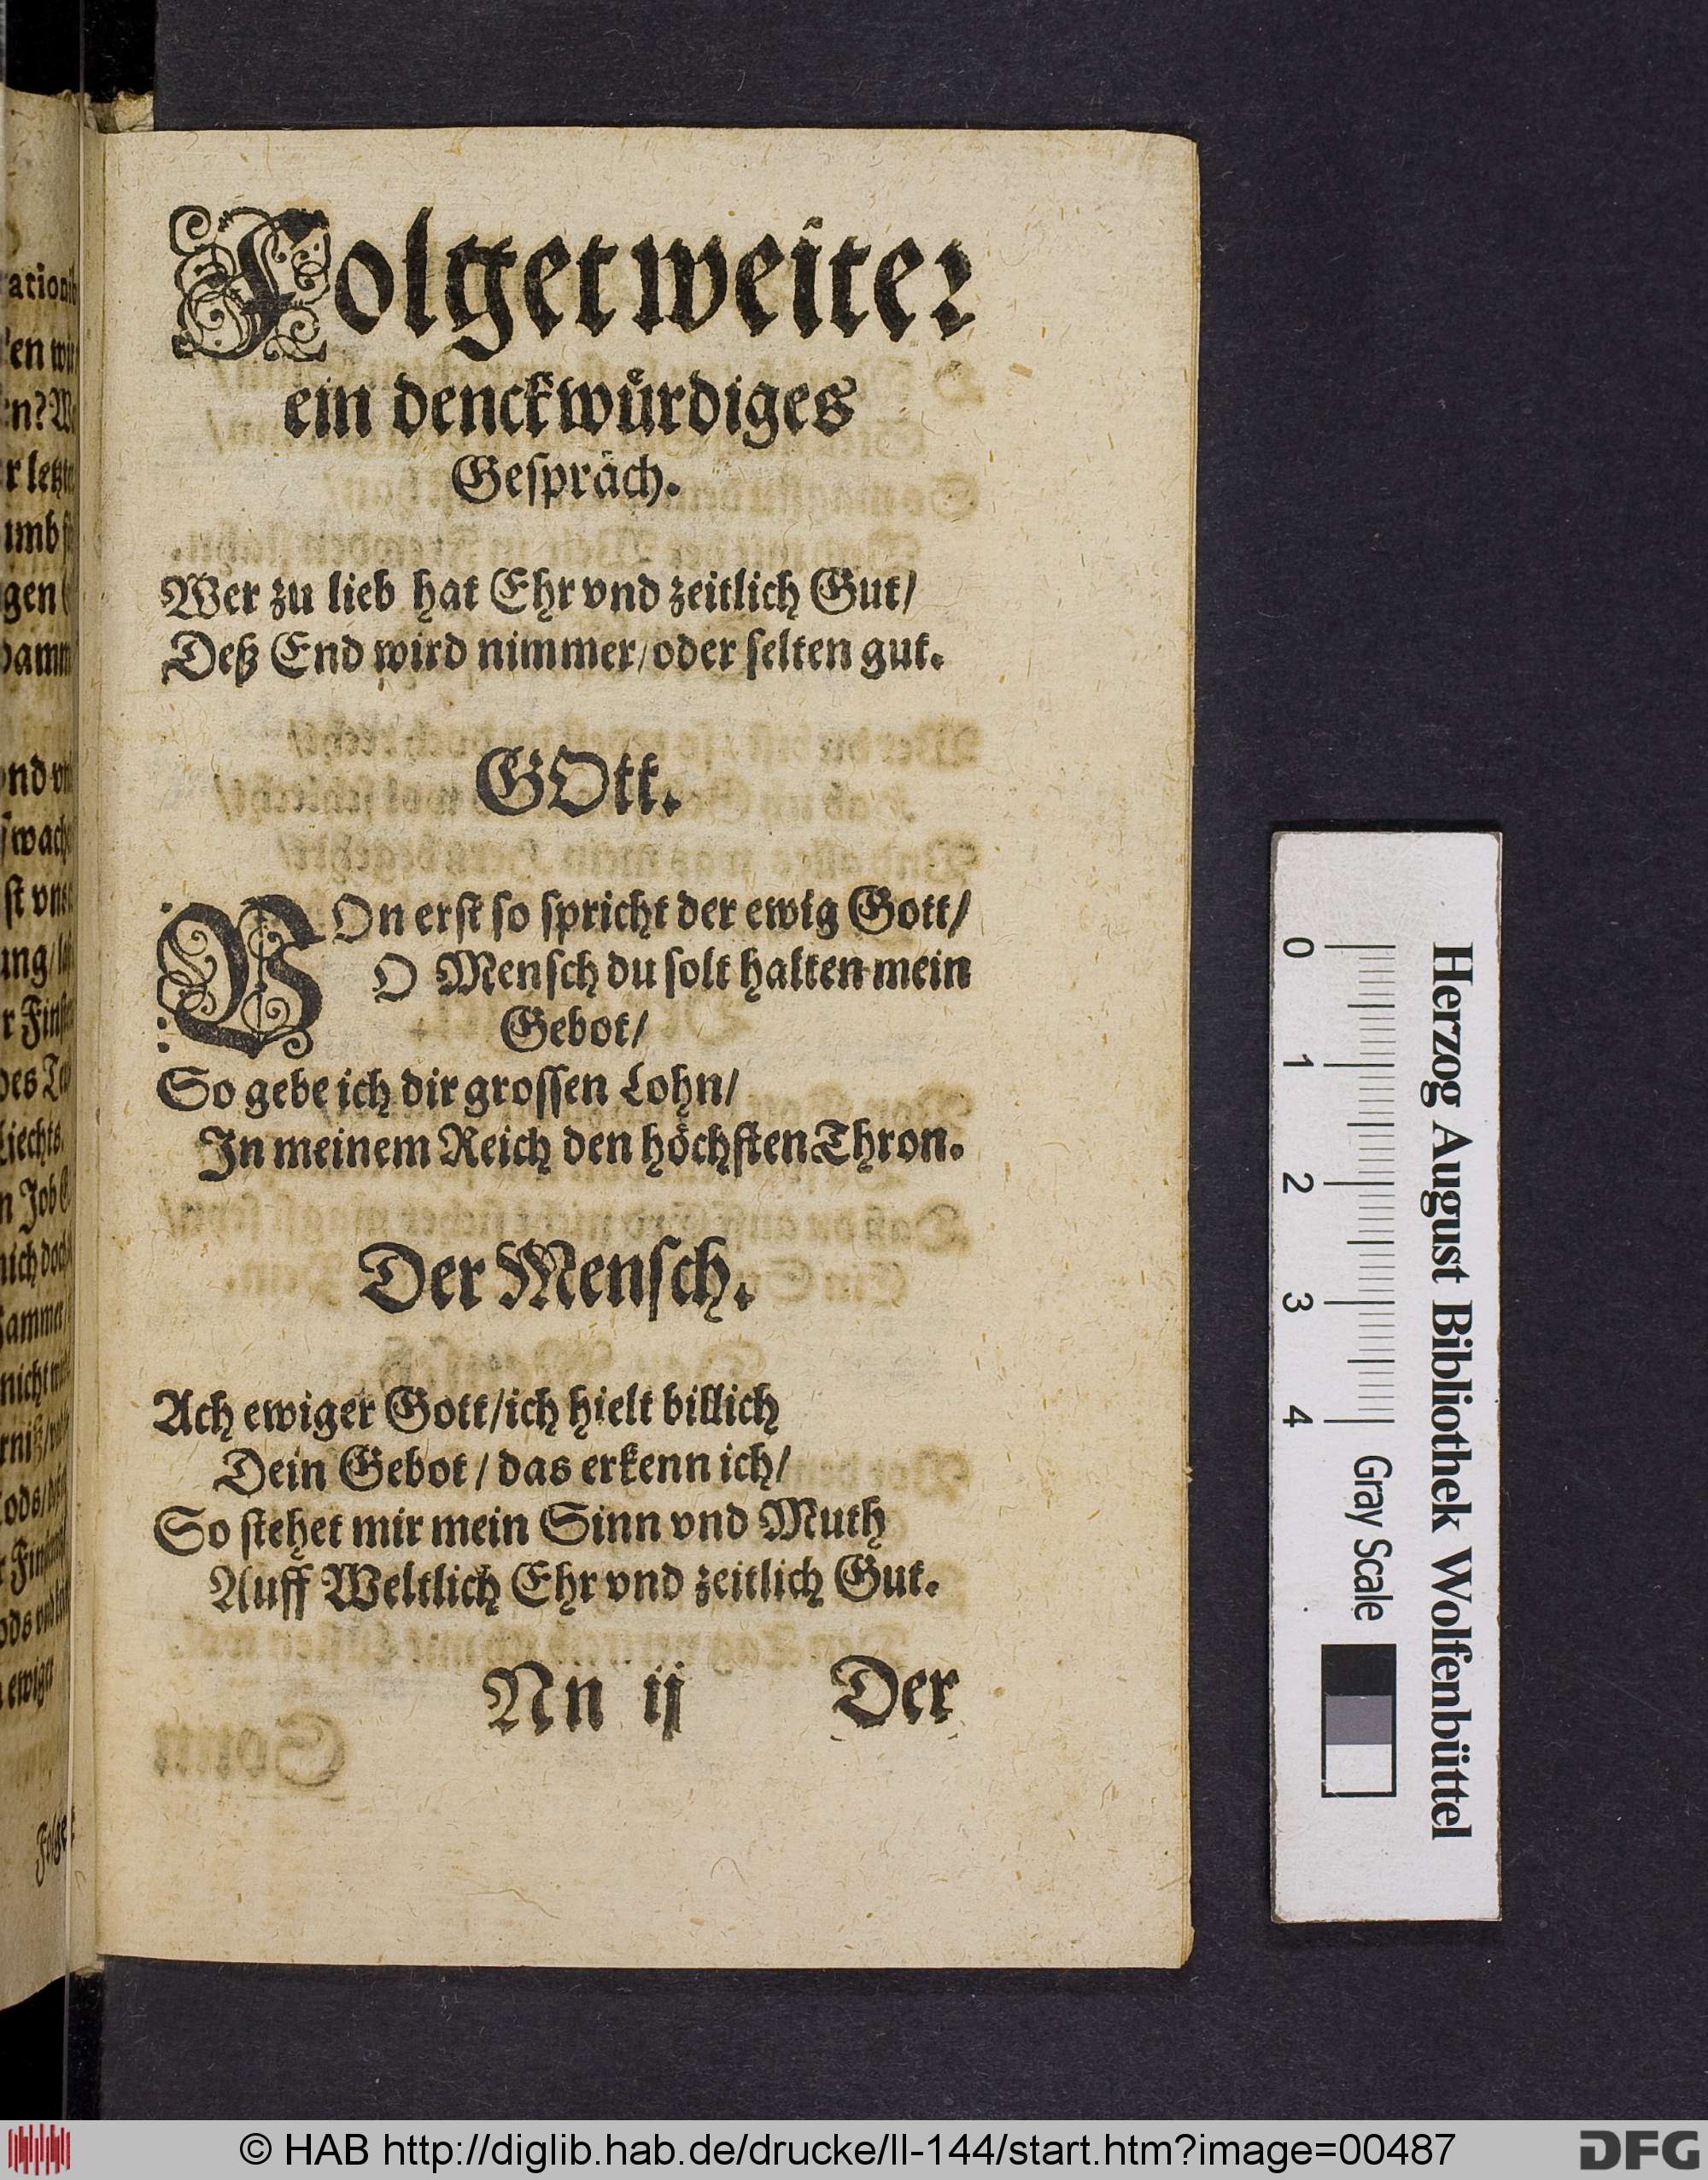 Folget weiter
ein denckwürdiges
Gespräch.
Wer zu lieb hat Ehr vnd zeitlich Gut/
Deß End wird nimmer/oder selten gut.
GOtt.
VOn erst so spricht der ewig Gott/
O Mensch du solt halten mein
Gebot/
So gebe ich dir grossen Lohn/
In meinem Reich den höchsten Thron.
Der Mensch.
Ach ewiger Gott/ich hielt billich
Dein Gebot/das erkenn ich/
So stehet mir mein Sinn vnd Muth
Auff Weltlich Ehr vnd zeitlich Gut.
Nn ij Der
Herzog August Bibliothek Wolfenbüttel
0 1 2 3 4 Gray Scale
© HAB http://diglib.hab.de/drucke/ll-144/start.htm?image=00487
DFG